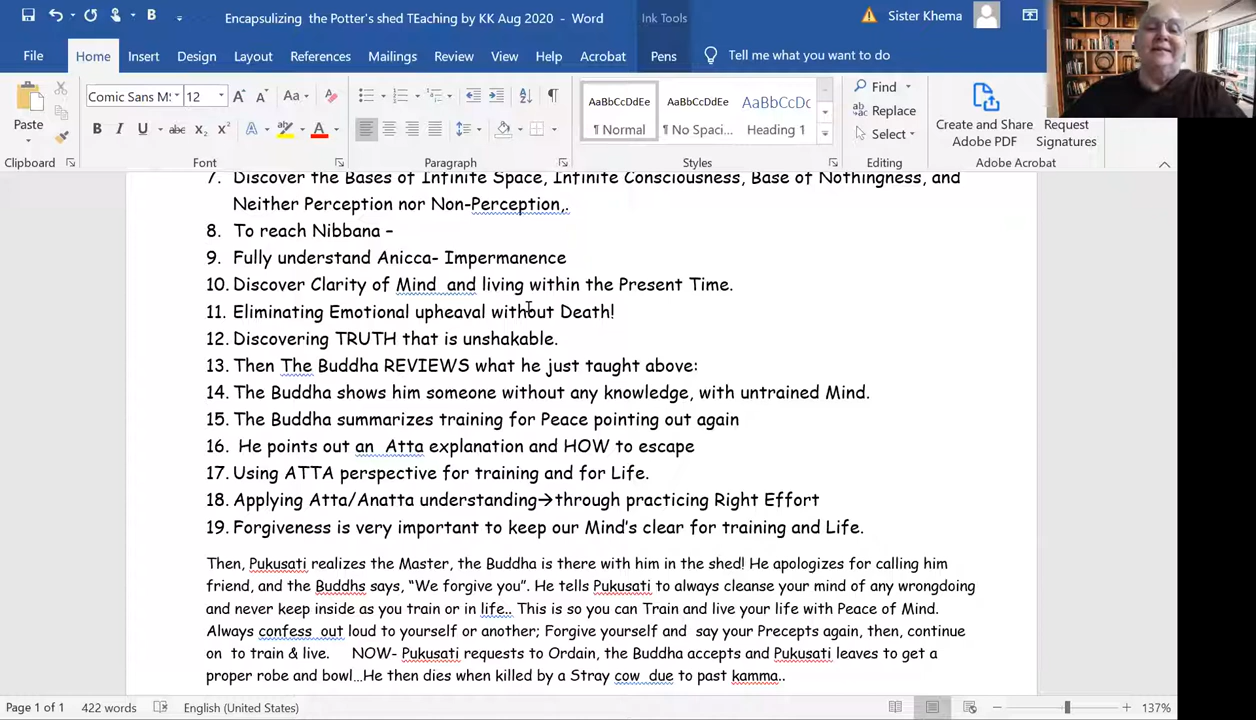 Encapsulizing the Potter's shed TEaching by KK Aug 2020 - Word
Ink Tools
Sister Khema
File Home Insert Design Layout References Mailings Review View Help Acrobat Pens Tell me what you want to do
Comic Sans M 12
Paste
AaBbCcDdEe AaBbCcDdEe AaBbCcDc
¶ Normal ¶ No Spaci... Heading 1
Find
Replace
Select
Create and Share Adobe PDF
Request Signatures
Clipboard Font Paragraph Styles Editing Adobe Acrobat
7. Discover the Bases of Infinite Space, Infinite Consciousness, Base of Nothingness, and
Neither Perception nor Non-Perception,.
8. To reach Nibbana –
9. Fully understand Anicca- Impermanence
10. Discover Clarity of Mind and living within the Present Time.
11. Eliminating Emotional upheaval without Death!
12. Discovering TRUTH that is unshakable.
13. Then The Buddha REVIEWS what he just taught above:
14. The Buddha shows him someone without any knowledge, with untrained Mind.
15. The Buddha summarizes training for Peace pointing out again
16. He points out an Atta explanation and HOW to escape
17. Using ATTA perspective for training and for Life.
18. Applying Atta/Anatta understanding→through practicing Right Effort
19. Forgiveness is very important to keep our Mind's clear for training and Life.
Then, Pukusati realizes the Master, the Buddha is there with him in the shed! He apologizes for calling him
friend, and the Buddhs says, “We forgive you”. He tells Pukusati to always cleanse your mind of any wrongdoing
and never keep inside as you train or in life.. This is so you can Train and live your life with Peace of Mind.
Always confess out loud to yourself or another; Forgive yourself and say your Precepts again, then, continue
on to train & live. NOW- Pukusati requests to Ordain, the Buddha accepts and Pukusati leaves to get a
proper robe and bowl...He then dies when killed by a Stray cow due to past kamma..
Page 1 of 1 422 words English (United States) 137%